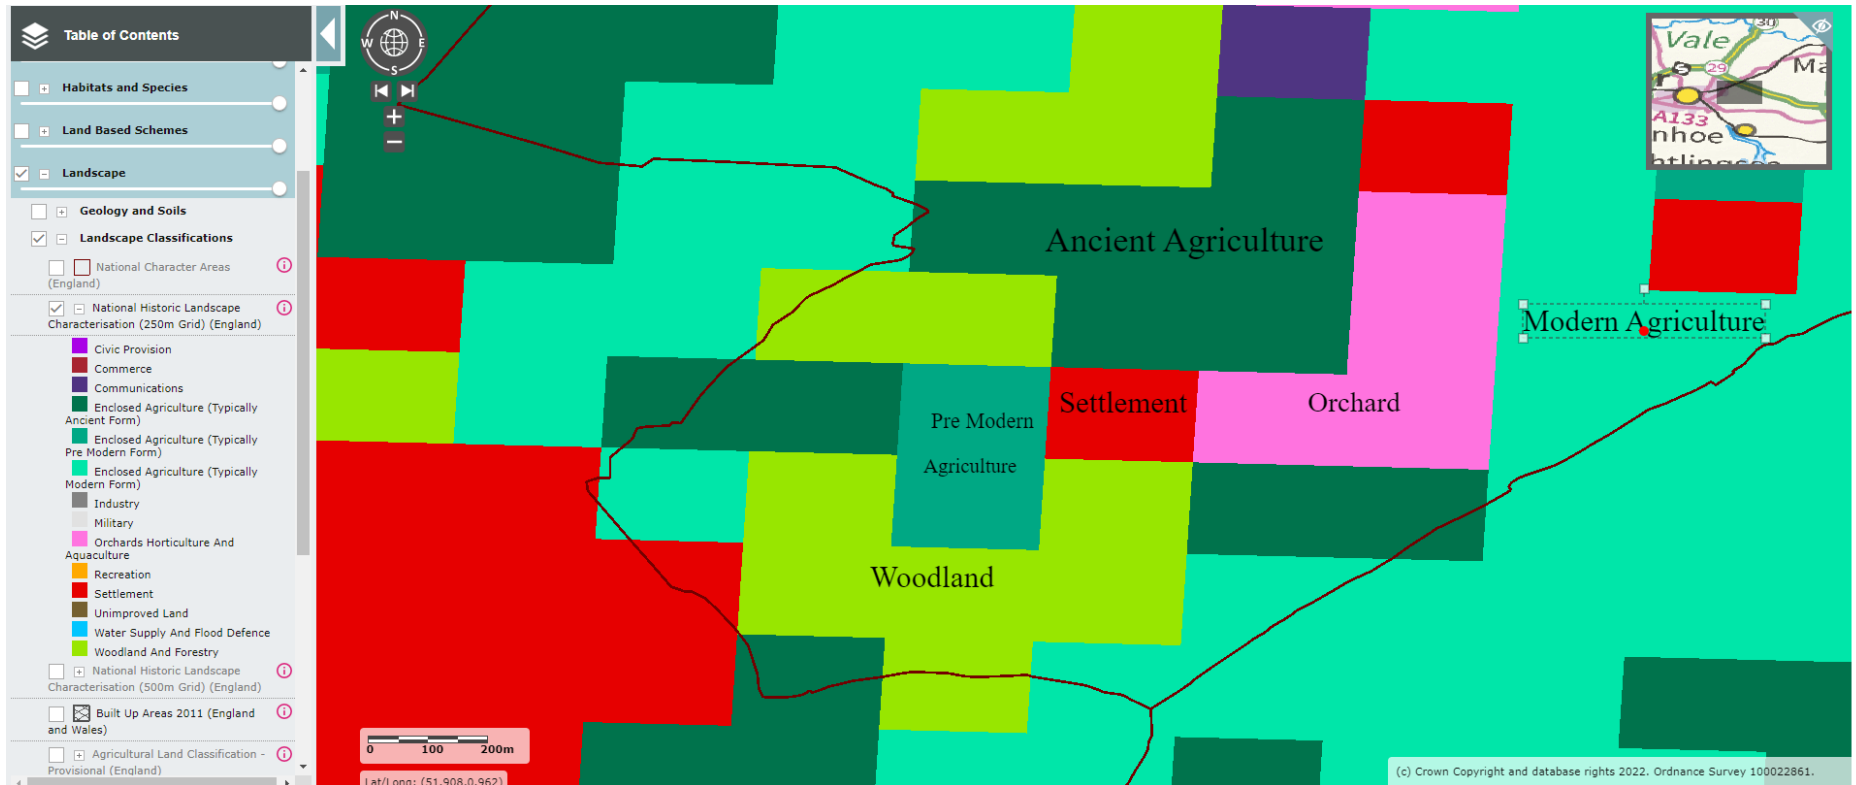 Table of Contents
Habitats and Species
Land Based Schemes
Landscape
Geology and Soils
Landscape Classifications
National Character Areas
(England)
National Historic Landscape
Characterisation (250m Grid) (England)
Civic Provision
Commerce
Communications
Enclosed Agriculture (Typically
Ancient Form)
Enclosed Agriculture (Typically
Pre Modern Form)
Enclosed Agriculture (Typically
Modern Form)
Industry
Military
Orchards Horticulture And
Aquaculture
Recreation
Settlement
Unimproved Land
Water Supply And Flood Defence
Woodland And Forestry
National Historic Landscape
Characterisation (500m Grid) (England)
Built Up Areas 2011 (England
and Wales)
Agricultural Land Classification -
Provisional (England)
N
W E
S
Ancient Agriculture
Modern Agriculture
Settlement
Orchard
Pre Modern
Agriculture
Woodland
30
Vale
29
Ma
r
A133
nhoe
0 100 200m
Lat/Long: (51.908,0.962)
(c) Crown Copyright and database rights 2022. Ordnance Survey 100022861.